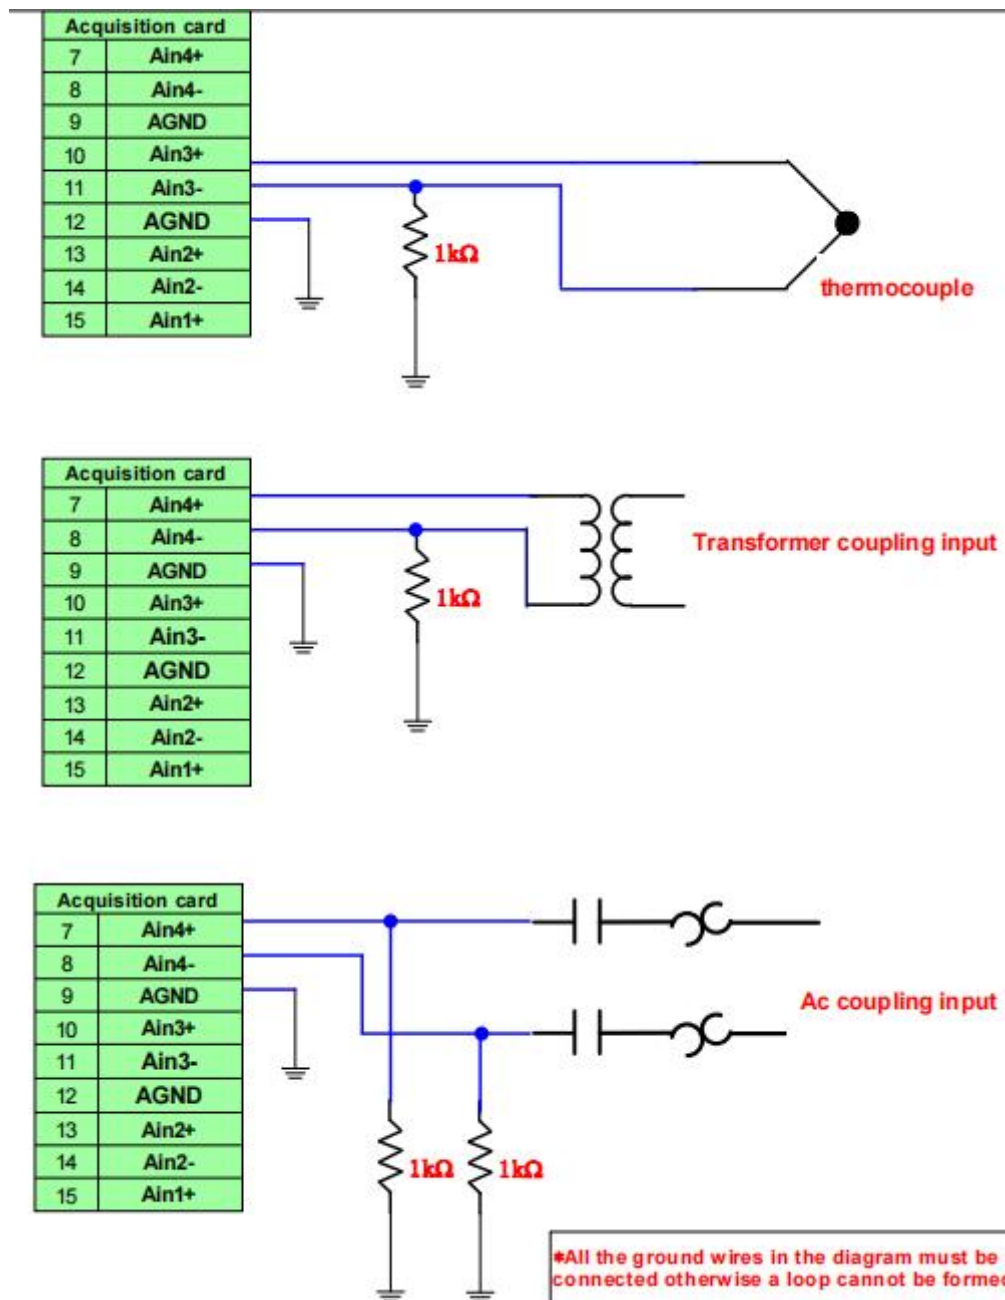 Acquisition card
7 Ain4+
8 Ain4-
9 AGND
10 Ain3+
11 Ain3-
12 AGND
13 Ain2+
14 Ain2-
15 Ain1+
1kΩ
thermocouple
Acquisition card
7 Ain4+
8 Ain4-
9 AGND
10 Ain3+
11 Ain3-
12 AGND
13 Ain2+
14 Ain2-
15 Ain1+
Transformer coupling input
1kΩ
Acquisition card
7 Ain4+
8 Ain4-
9 AGND
10 Ain3+
11 Ain3-
12 AGND
13 Ain2+
14 Ain2-
15 Ain1+
Ac coupling input
1kΩ 1kΩ
*All the ground wires in the diagram must be
connected otherwise a loop cannot be formed